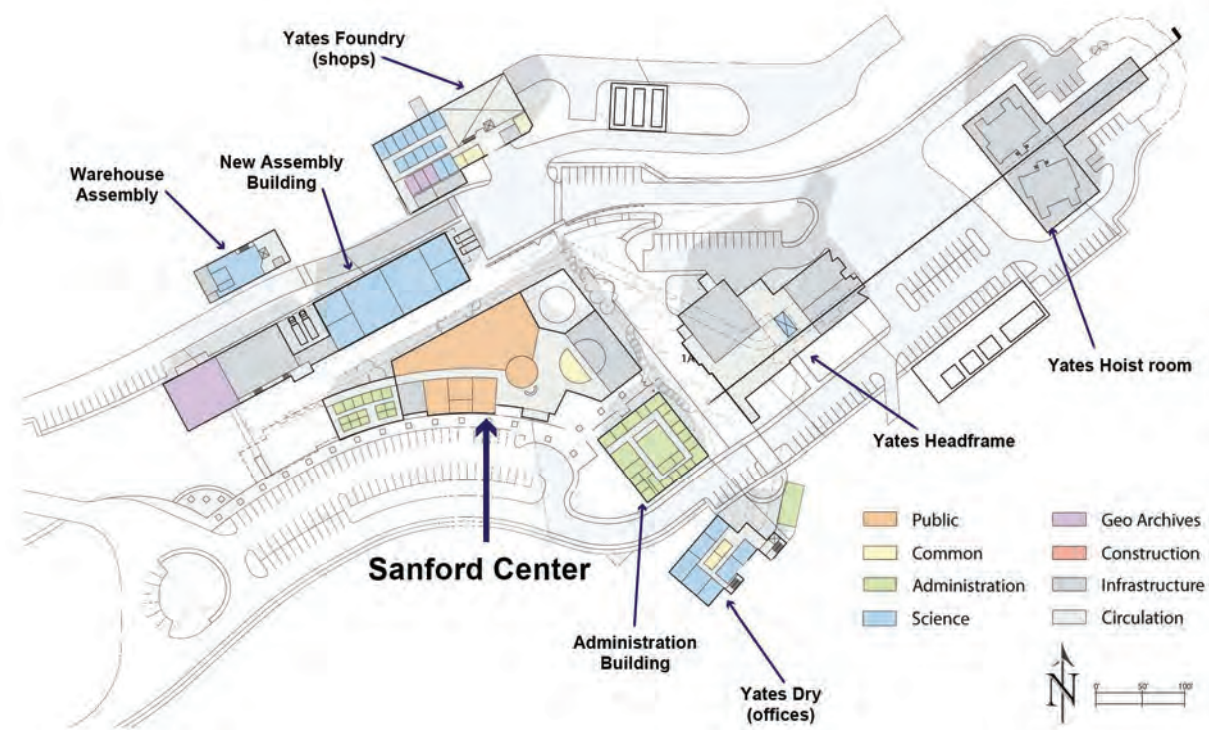 Yates Foundry
(shops)
New Assembly
Building
Warehouse
Assembly
1A
Yates Hoist room
Yates Headframe
Sanford Center
Administration
Building
Yates Dry
(offices)
Public
Common
Administration
Science
Geo Archives
Construction
Infrastructure
Circulation
N
0' 50' 100'